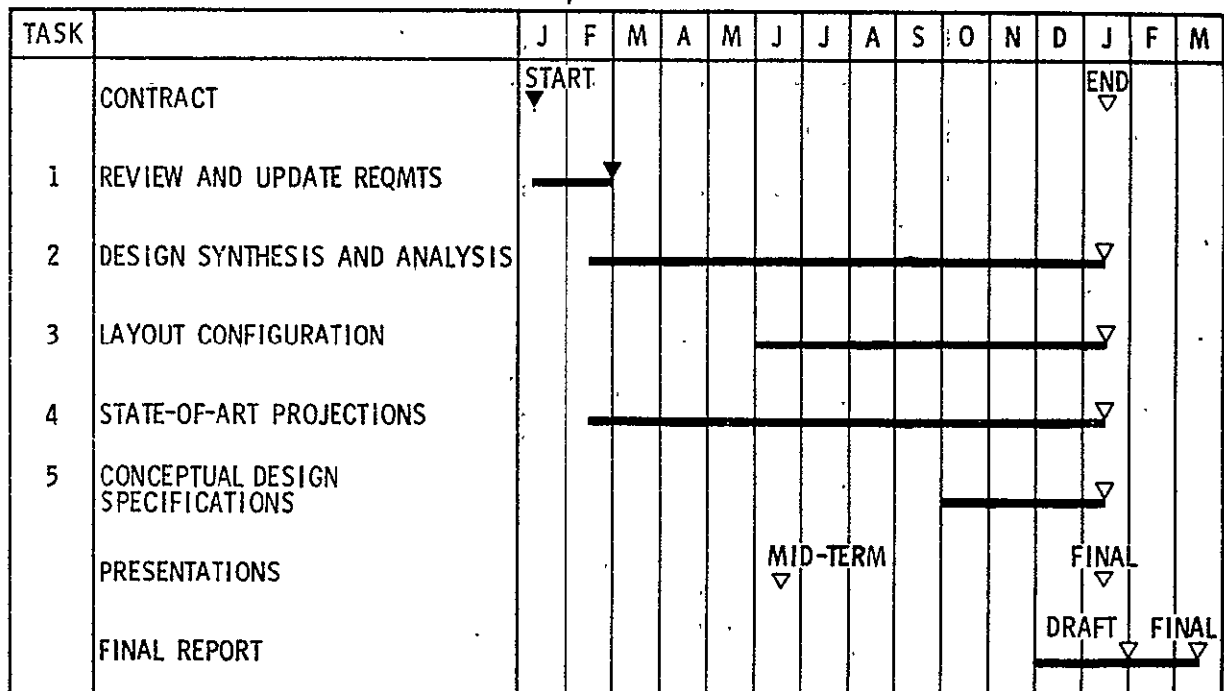 TASK J F M A M J J A S O N D J F M
START END
CONTRACT
1 REVIEW AND UPDATE REQMTS
2 DESIGN SYNTHESIS AND ANALYSIS
3 LAYOUT CONFIGURATION
4 STATE-OF-ART PROJECTIONS
5 CONCEPTUAL DESIGN
SPECIFICATIONS
MID-TERM FINAL
PRESENTATIONS
DRAFT FINAL
FINAL REPORT